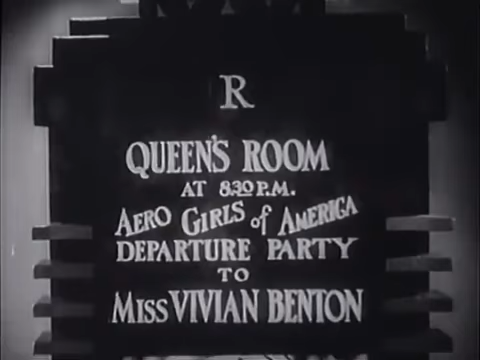 R
QUEEN'S ROOM
AT 8.30 P.M.
AERO GIRLS of AMERICA
DEPARTURE PARTY
TO
MISS VIVIAN BENTON